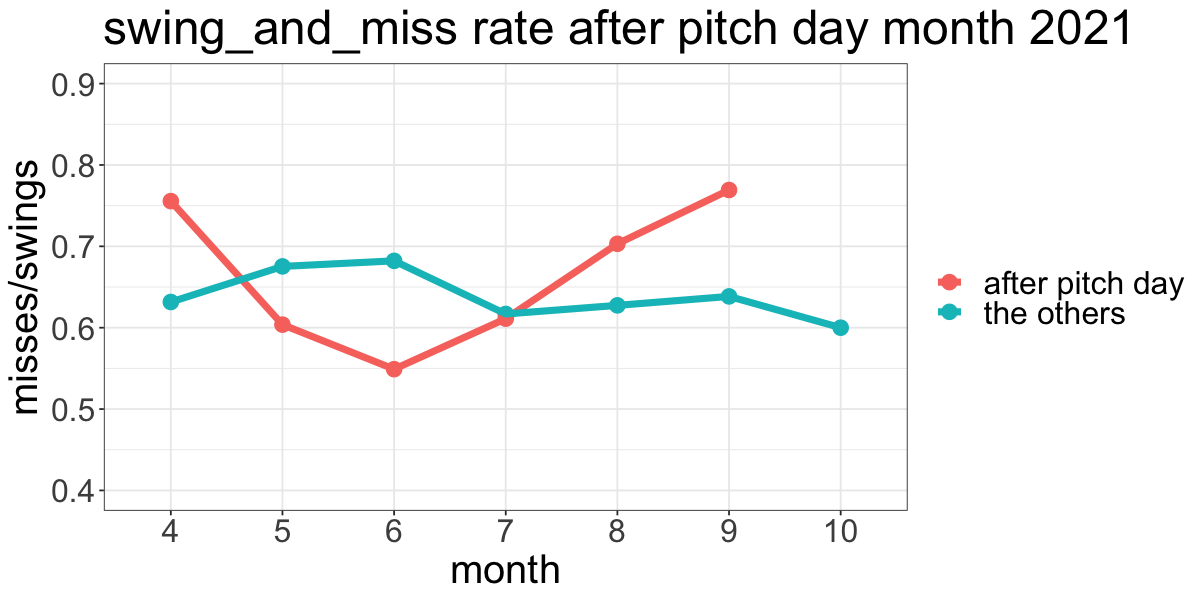 swing_and_miss rate after pitch day month 2021
misses/swings
0.9
0.8
0.7
0.6
0.5
0.4
4 5 6 7 8 9 10
month
after pitch day
the others